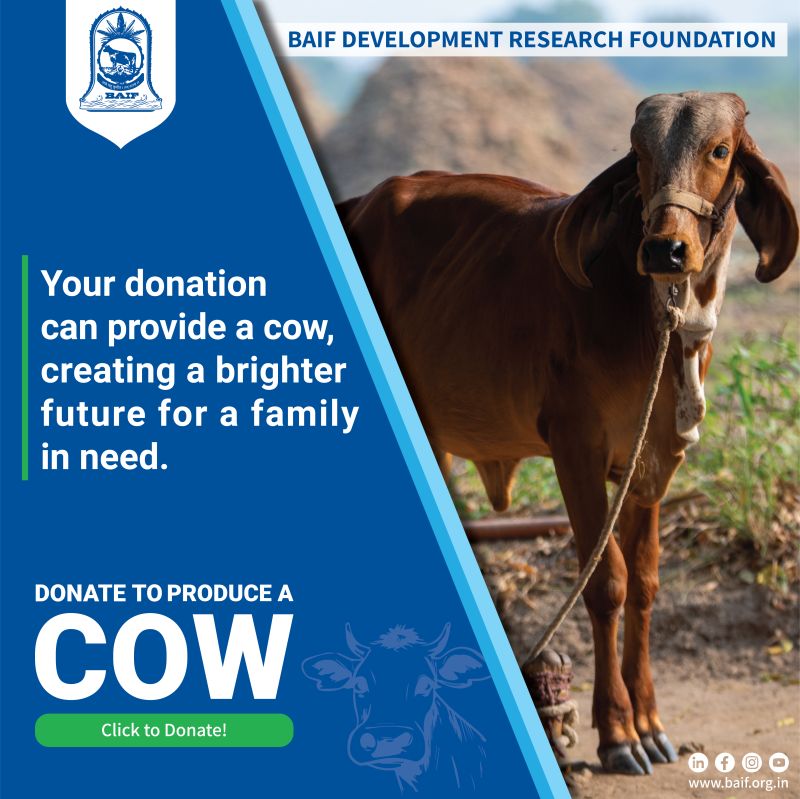 BAIF DEVELOPMENT RESEARCH FOUNDATION
BAIF
Your donation
can provide a cow,
creating a brighter
future for a family
in need.
DONATE TO PRODUCE A
COW
Click to Donate!
www.baif.org.in